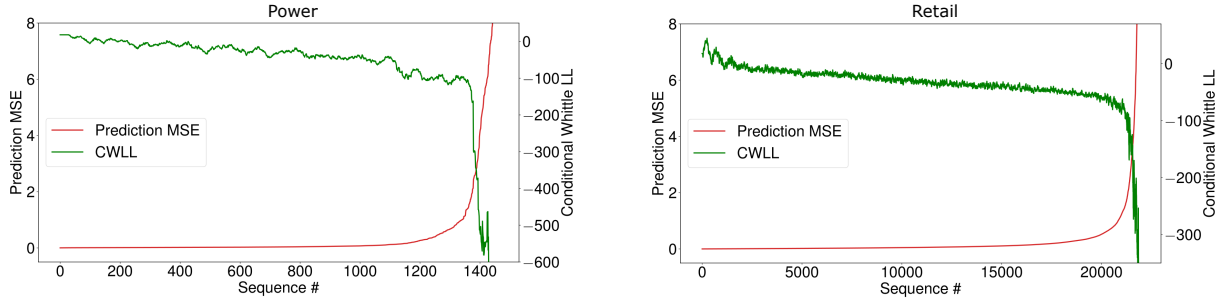 Power
8
6
4
2
0
Prediction MSE
Prediction MSE
CWLL
0
−100
−200
−300
−400
−500
−600
Conditional Whittle LL
0 200 400 600 800 1000 1200 1400
Sequence #
Retail
8
6
4
2
0
Prediction MSE
Prediction MSE
CWLL
0
−100
−200
−300
Conditional Whittle LL
0 5000 10000 15000 20000
Sequence #